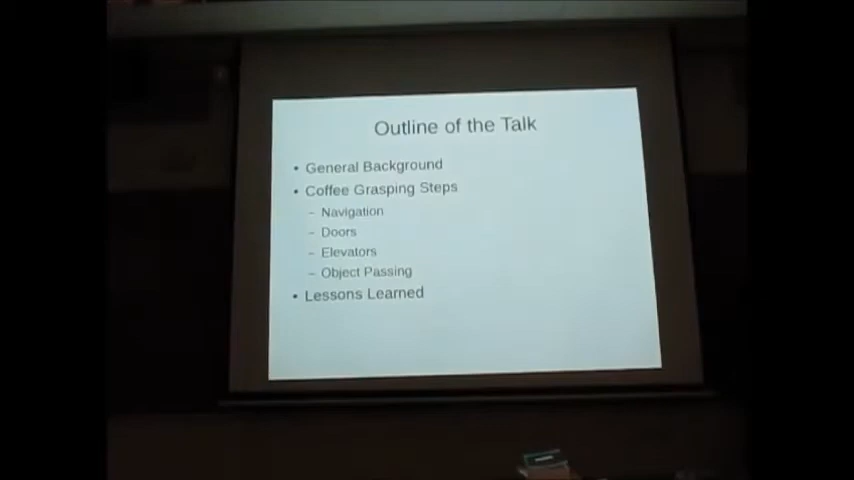 Outline of the Talk
• General Background
• Coffee Grasping Steps
– Navigation
– Doors
– Elevators
– Object Passing
• Lessons Learned